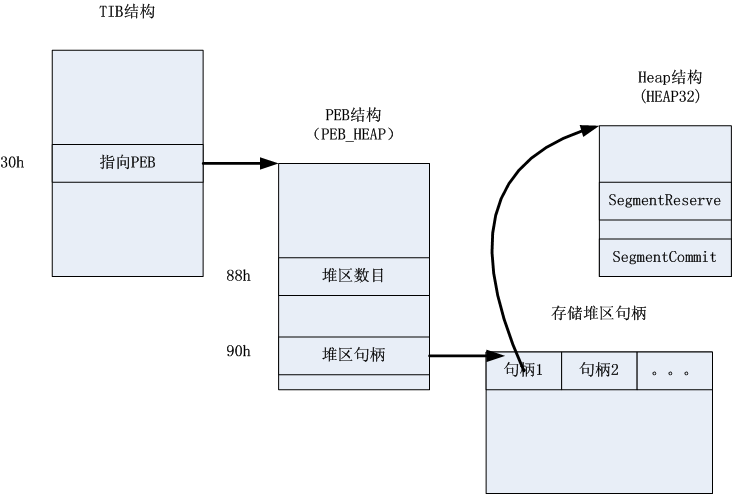 TIB结构
30h
指向PEB
PEB结构
（PEB_HEAP）
88h
堆区数目
90h
堆区句柄
Heap结构
(HEAP32)
SegmentReserve
SegmentCommit
存储堆区句柄
句柄1
句柄2
。。。